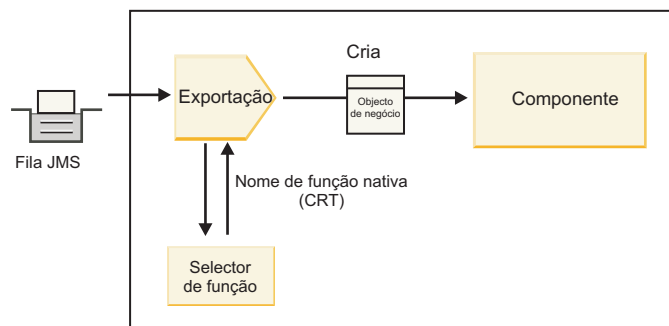 Cria
Exportação
Objecto
de negócio
Componente
Fila JMS
Nome de função nativa
(CRT)
Selector
de função